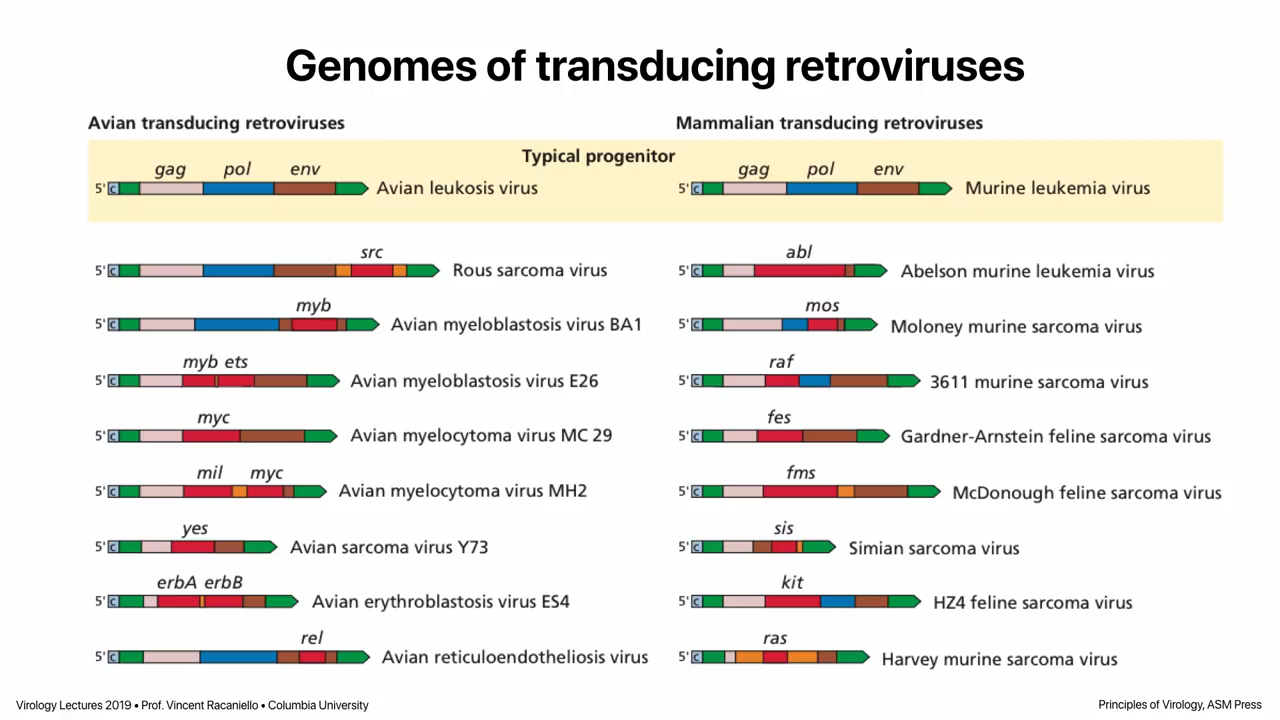 Genomes of transducing retroviruses
Avian transducing retroviruses
Mammalian transducing retroviruses
Typical progenitor
gag pol env
5' C Avian leukosis virus
gag pol env
5' C Murine leukemia virus
src
5' C Rous sarcoma virus
myb
5' C Avian myeloblastosis virus BA1
myb ets
5' C Avian myeloblastosis virus E26
myc
5' C Avian myelocytoma virus MC 29
mil myc
5' C Avian myelocytoma virus MH2
yes
5' C Avian sarcoma virus Y73
erbA erbB
5' C Avian erythroblastosis virus ES4
rel
5' C Avian reticuloendotheliosis virus
abl
5' C Abelson murine leukemia virus
mos
5' C Moloney murine sarcoma virus
raf
5' C 3611 murine sarcoma virus
fes
5' C Gardner-Arnstein feline sarcoma virus
fms
5' C McDonough feline sarcoma virus
sis
5' C Simian sarcoma virus
kit
5' C HZ4 feline sarcoma virus
ras
5' C Harvey murine sarcoma virus
Virology Lectures 2019 • Prof. Vincent Racaniello • Columbia University
Principles of Virology, ASM Press